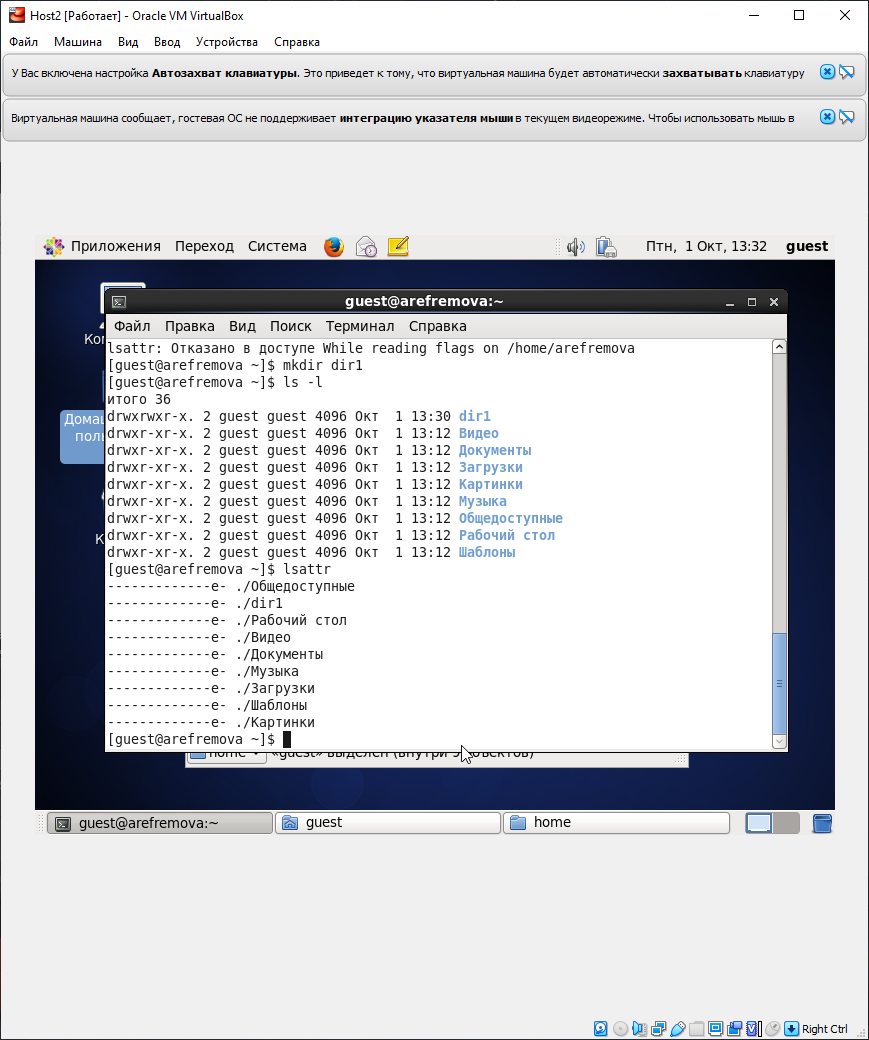 Host2 [Работает] - Oracle VM VirtualBox
Файл Машина Вид Ввод Устройства Справка
У Вас включена настройка Автозахват клавиатуры. Это приведет к тому, что виртуальная машина будет автоматически захватывать клавиатуру
Виртуальная машина сообщает, гостевая ОС не поддерживает интеграцию указателя мыши в текущем видеорежиме. Чтобы использовать мышь в
Приложения Переход Система Птн, 1 Окт, 13:32 guest
guest@arefremova:~
Файл Правка Вид Поиск Терминал Справка
lsattr: Отказано в доступе While reading flags on /home/arefremova
[guest@arefremova ~]$ mkdir dir1
[guest@arefremova ~]$ ls -l
итого 36
drwxrwxr-x. 2 guest guest 4096 Окт  1 13:30 dir1
drwxr-xr-x. 2 guest guest 4096 Окт  1 13:12 Видео
drwxr-xr-x. 2 guest guest 4096 Окт  1 13:12 Документы
drwxr-xr-x. 2 guest guest 4096 Окт  1 13:12 Загрузки
drwxr-xr-x. 2 guest guest 4096 Окт  1 13:12 Картинки
drwxr-xr-x. 2 guest guest 4096 Окт  1 13:12 Музыка
drwxr-xr-x. 2 guest guest 4096 Окт  1 13:12 Общедоступные
drwxr-xr-x. 2 guest guest 4096 Окт  1 13:12 Рабочий стол
drwxr-xr-x. 2 guest guest 4096 Окт  1 13:12 Шаблоны
[guest@arefremova ~]$ lsattr
-------------e- ./Общедоступные
-------------e- ./dir1
-------------e- ./Рабочий стол
-------------e- ./Видео
-------------e- ./Документы
-------------e- ./Музыка
-------------e- ./Загрузки
-------------e- ./Шаблоны
-------------e- ./Картинки
[guest@arefremova ~]$
home «guest» выделен (внутри объектов)
guest@arefremova:~ guest home
Right Ctrl